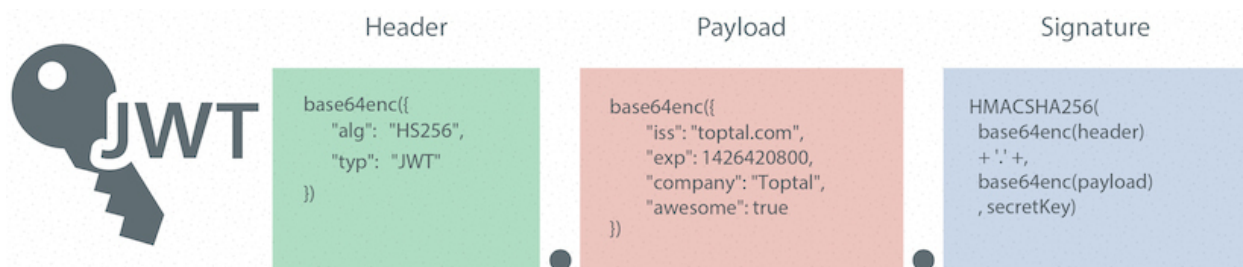 JWT
Header
base64enc({
"alg": "HS256",
"typ": "JWT"
})
Payload
base64enc({
"iss": "toptal.com",
"exp": 1426420800,
"company": "Toptal",
"awesome": true
})
Signature
HMACSHA256(
base64enc(header)
+ '.' +,
base64enc(payload)
, secretKey)